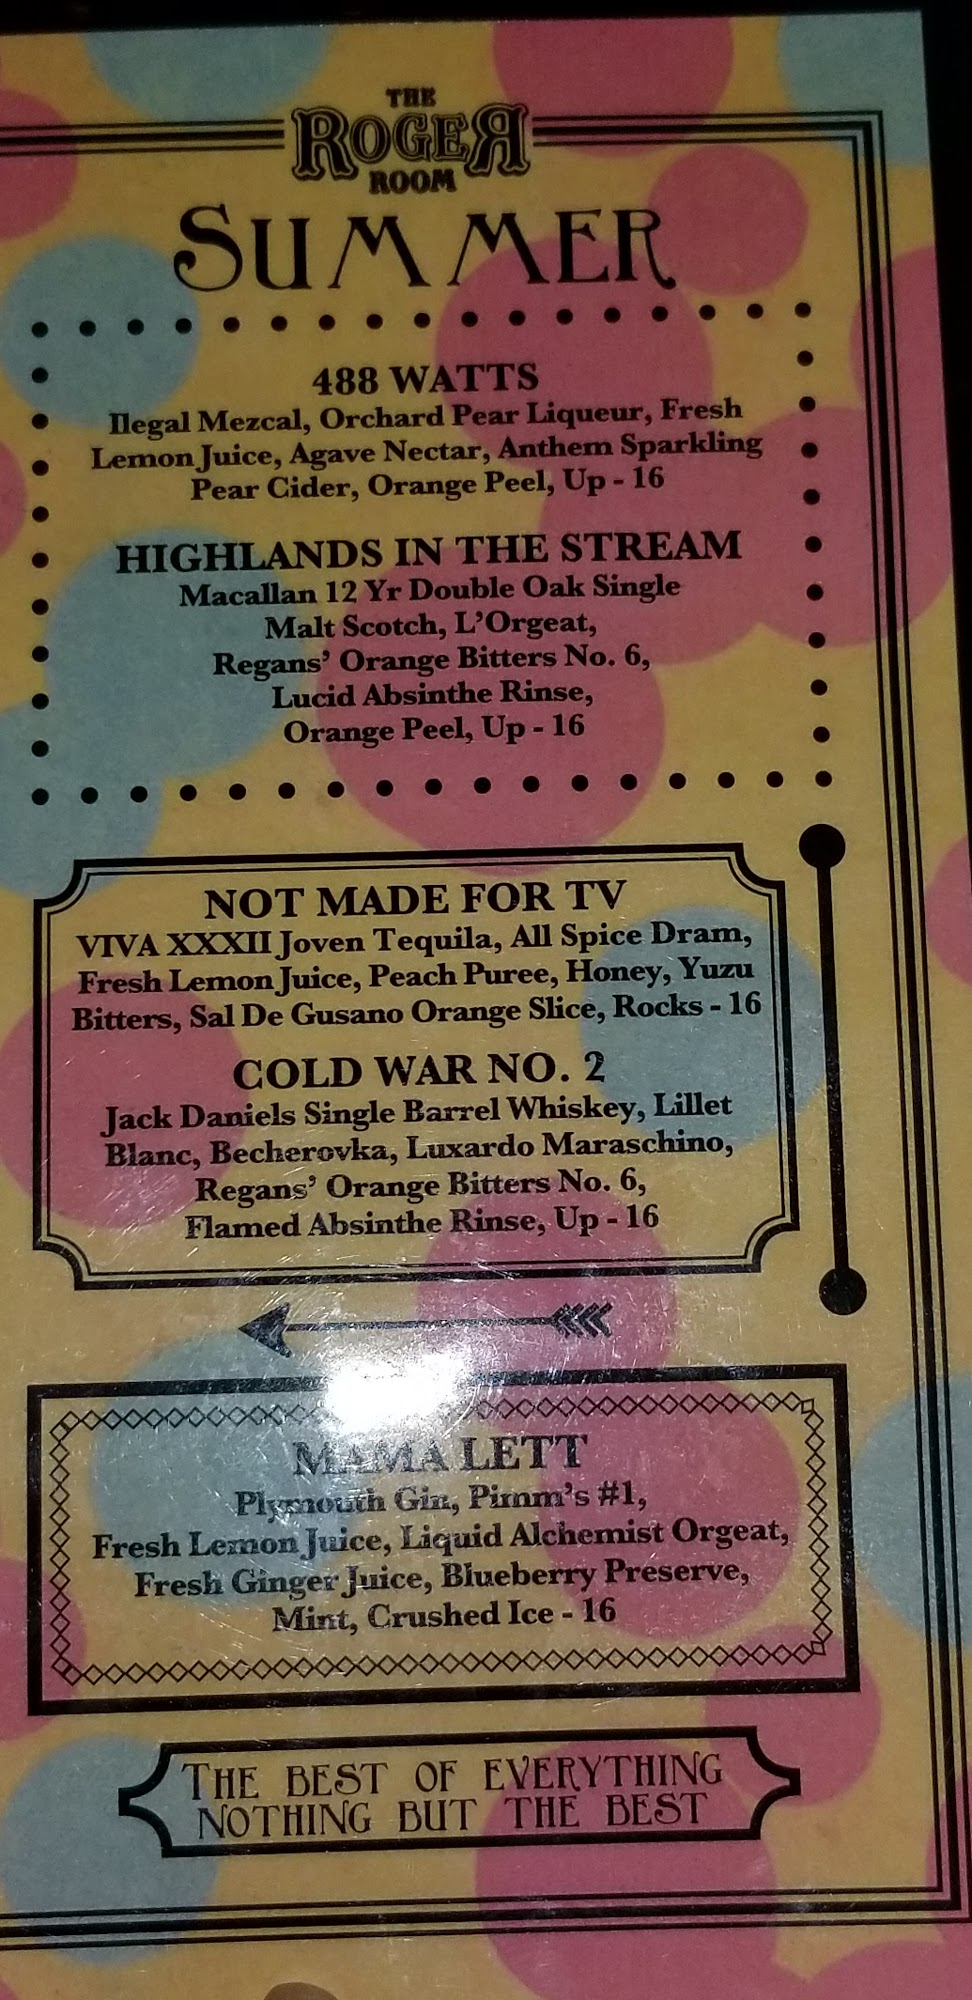 THE
ROGER
ROOM
SUMMER
488 WATTS
Ilegal Mezcal, Orchard Pear Liqueur, Fresh
Lemon Juice, Agave Nectar, Anthem Sparkling
Pear Cider, Orange Peel, Up - 16
HIGHLANDS IN THE STREAM
Macallan 12 Yr Double Oak Single
Malt Scotch, L'Orgeat,
Regans' Orange Bitters No. 6,
Lucid Absinthe Rinse,
Orange Peel, Up - 16
NOT MADE FOR TV
VIVA XXXII Joven Tequila, All Spice Dram,
Fresh Lemon Juice, Peach Puree, Honey, Yuzu
Bitters, Sal De Gusano Orange Slice, Rocks - 16
COLD WAR NO. 2
Jack Daniels Single Barrel Whiskey, Lillet
Blanc, Becherovka, Luxardo Maraschino,
Regans' Orange Bitters No. 6,
Flamed Absinthe Rinse, Up - 16
MAMA LETT
Plymouth Gin, Pimm's #1,
Fresh Lemon Juice, Liquid Alchemist Orgeat,
Fresh Ginger Juice, Blueberry Preserve,
Mint, Crushed Ice - 16
THE BEST OF EVERYTHING
NOTHING BUT THE BEST